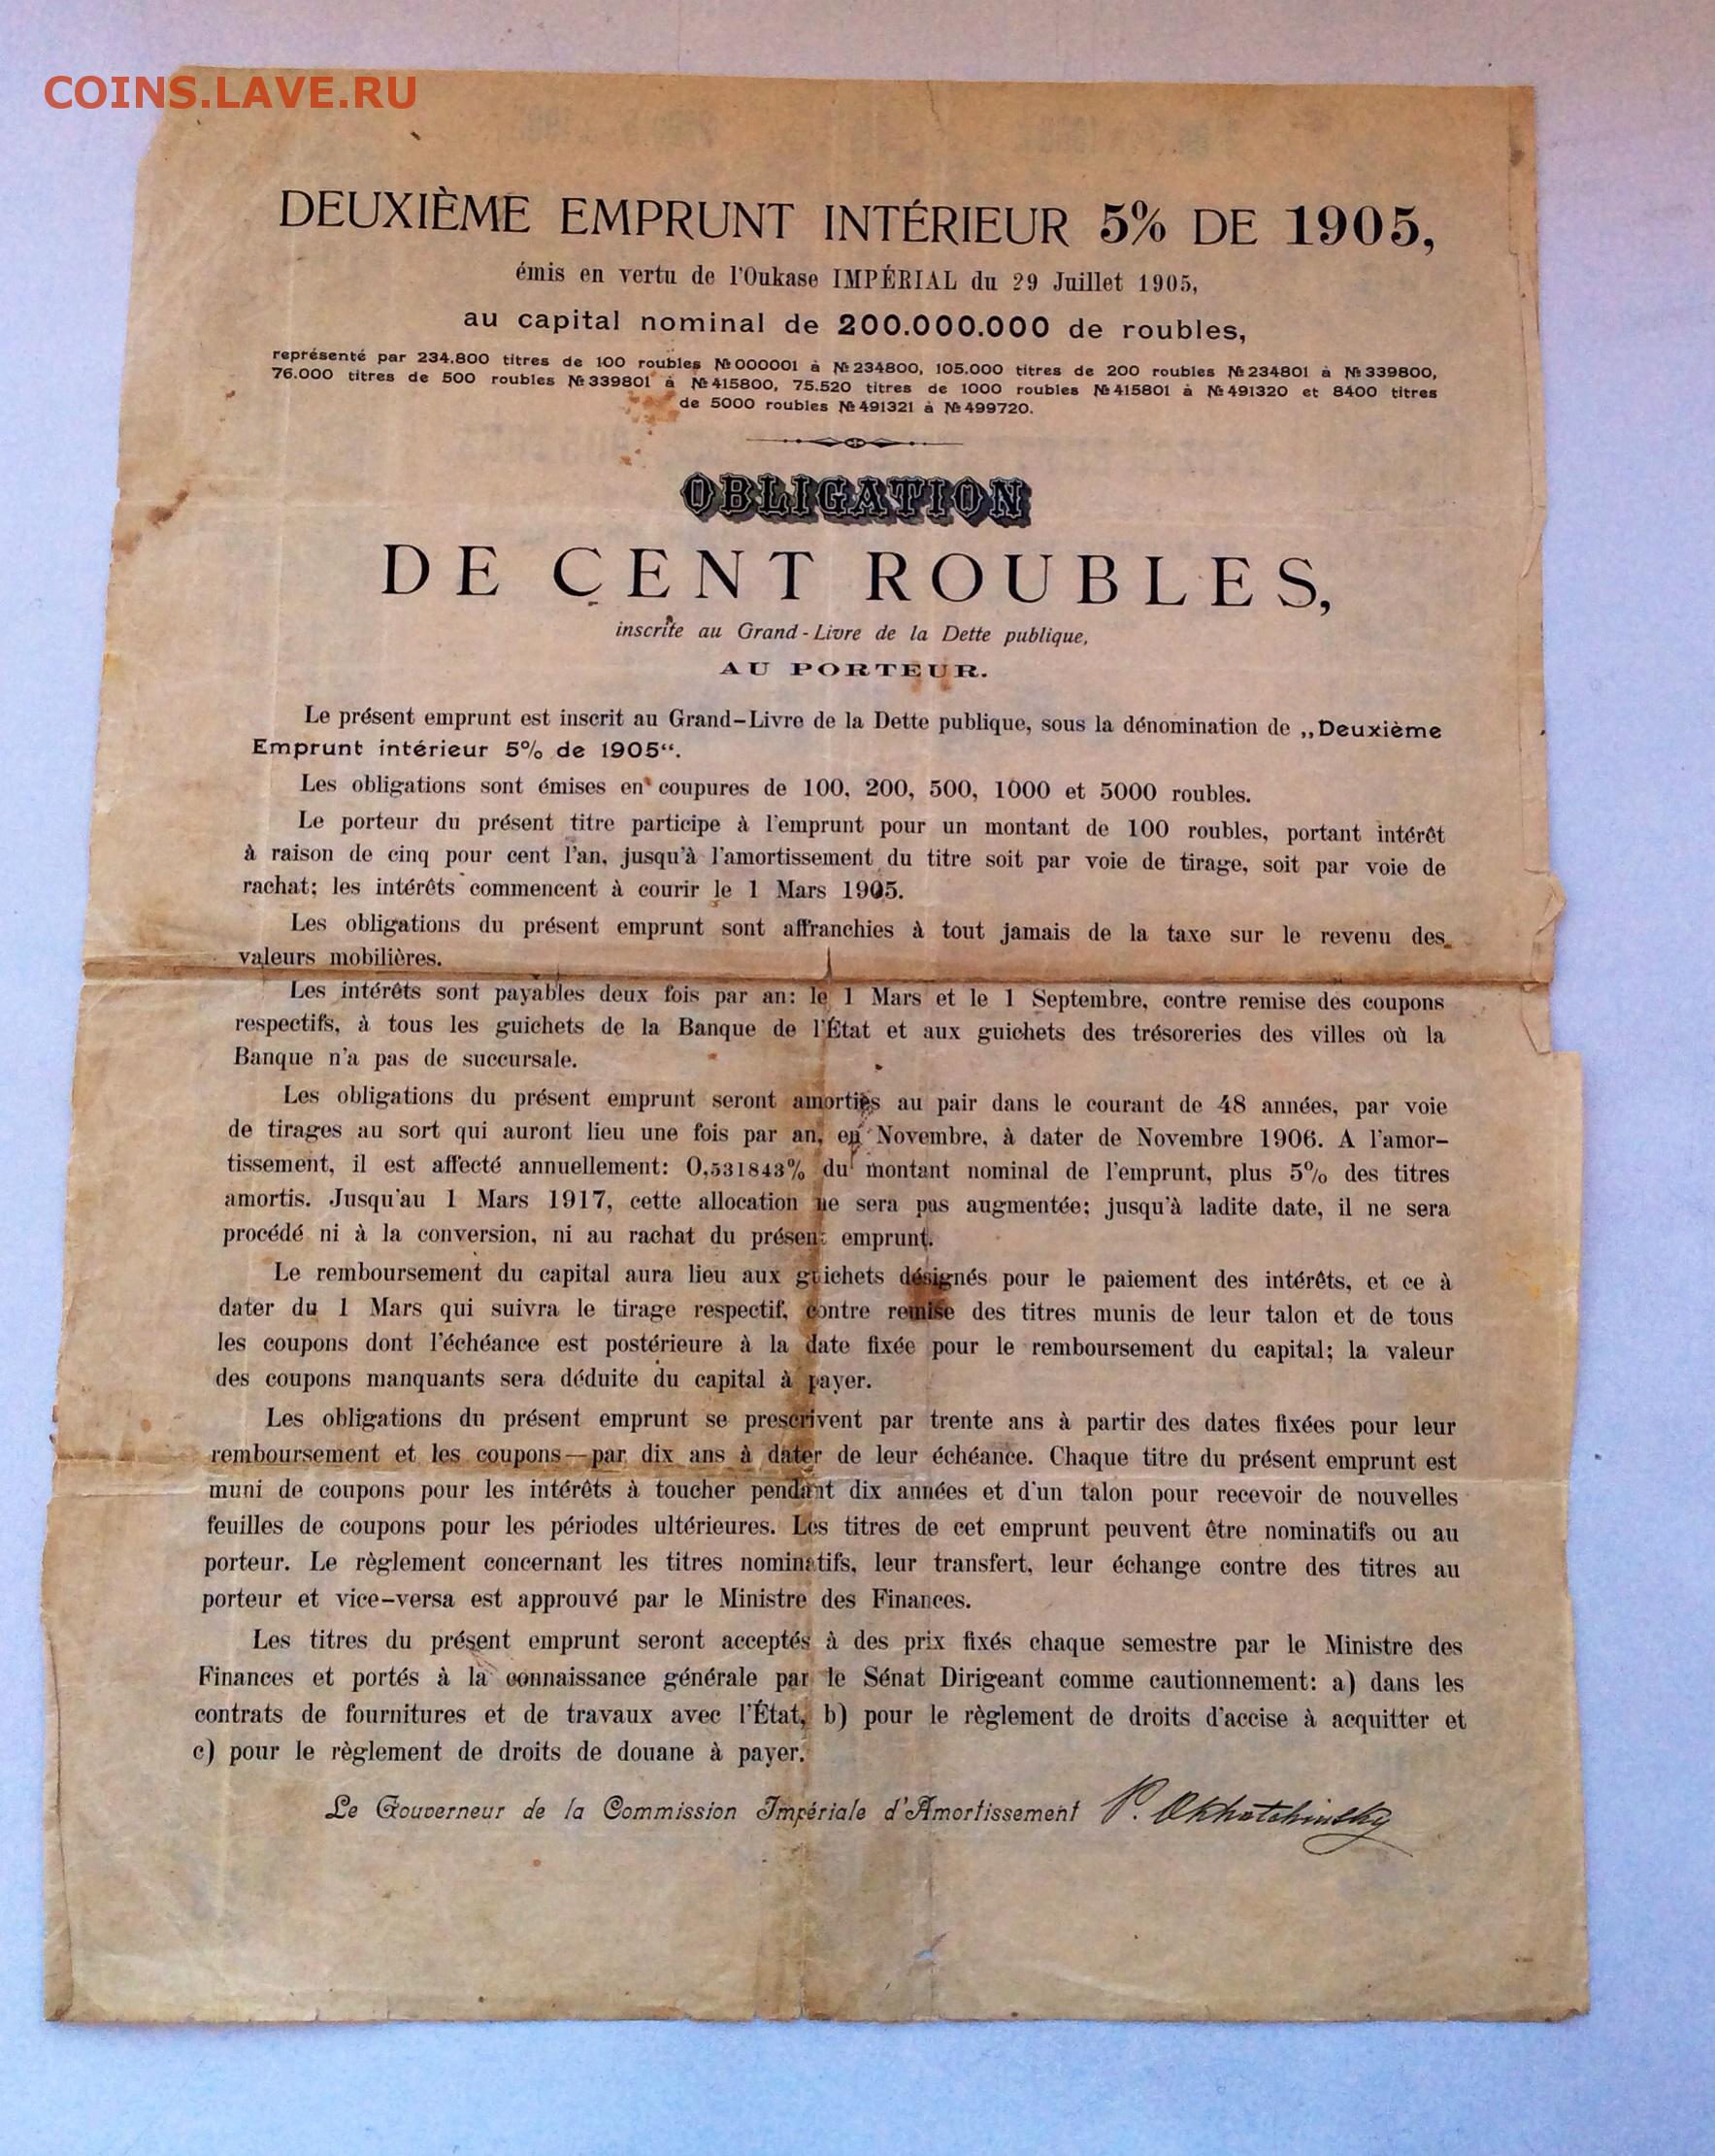 COINS.LAVE.RU
DEUXIÈME EMPRUNT INTÉRIEUR 5% DE 1905,
émis en vertu de l'Oukase IMPÉRIAL du 29 Juillet 1905,
au capital nominal de 200.000.000 de roubles,
représenté par 234.800 titres de 100 roubles №000001 à №234800, 105.000 titres de 200 roubles №234801 à №339800,
76.000 titres de 500 roubles №339801 à №415800, 75.520 titres de 1000 roubles №415801 à №491320 et 8400 titres
de 5000 roubles №491321 à №499720.
OBLIGATION
DE CENT ROUBLES,
inscrite au Grand-Livre de la Dette publique,
AU PORTEUR.
Le présent emprunt est inscrit au Grand-Livre de la Dette publique, sous la dénomination de „Deuxième
Emprunt intérieur 5% de 1905“.
Les obligations sont émises en coupures de 100, 200, 500, 1000 et 5000 roubles.
Le porteur du présent titre participe à l'emprunt pour un montant de 100 roubles, portant intérêt
à raison de cinq pour cent l'an, jusqu'à l'amortissement du titre soit par voie de tirage, soit par voie de
rachat; les intérêts commencent à courir le 1 Mars 1905.
Les obligations du présent emprunt sont affranchies à tout jamais de la taxe sur le revenu des
valeurs mobilières.
Les intérêts sont payables deux fois par an: le 1 Mars et le 1 Septembre, contre remise des coupons
respectifs, à tous les guichets de la Banque de l'État et aux guichets des trésoreries des villes où la
Banque n'a pas de succursale.
Les obligations du présent emprunt seront amorties au pair dans le courant de 48 années, par voie
de tirages au sort qui auront lieu une fois par an, en Novembre, à dater de Novembre 1906. A l'amor-
tissement, il est affecté annuellement: 0,531843% du montant nominal de l'emprunt, plus 5% des titres
amortis. Jusqu'au 1 Mars 1917, cette allocation ne sera pas augmentée; jusqu'à ladite date, il ne sera
procédé ni à la conversion, ni au rachat du présent emprunt.
Le remboursement du capital aura lieu aux guichets désignés pour le paiement des intérêts, et ce à
dater du 1 Mars qui suivra le tirage respectif, contre remise des titres munis de leur talon et de tous
les coupons dont l'échéance est postérieure à la date fixée pour le remboursement du capital; la valeur
des coupons manquants sera déduite du capital à payer.
Les obligations du présent emprunt se prescrivent par trente ans à partir des dates fixées pour leur
remboursement et les coupons—par dix ans à dater de leur échéance. Chaque titre du présent emprunt est
muni de coupons pour les intérêts à toucher pendant dix années et d'un talon pour recevoir de nouvelles
feuilles de coupons pour les périodes ultérieures. Les titres de cet emprunt peuvent être nominatifs ou au
porteur. Le règlement concernant les titres nominatifs, leur transfert, leur échange contre des titres au
porteur et vice-versa est approuvé par le Ministre des Finances.
Les titres du présent emprunt seront acceptés à des prix fixés chaque semestre par le Ministre des
Finances et portés à la connaissance générale par le Sénat Dirigeant comme cautionnement: a) dans les
contrats de fournitures et de travaux avec l'État, b) pour le règlement de droits d'accise à acquitter et
c) pour le règlement de droits de douane à payer.
Le Gouverneur de la Commission Impériale d'Amortissement P. Okhotchinsky